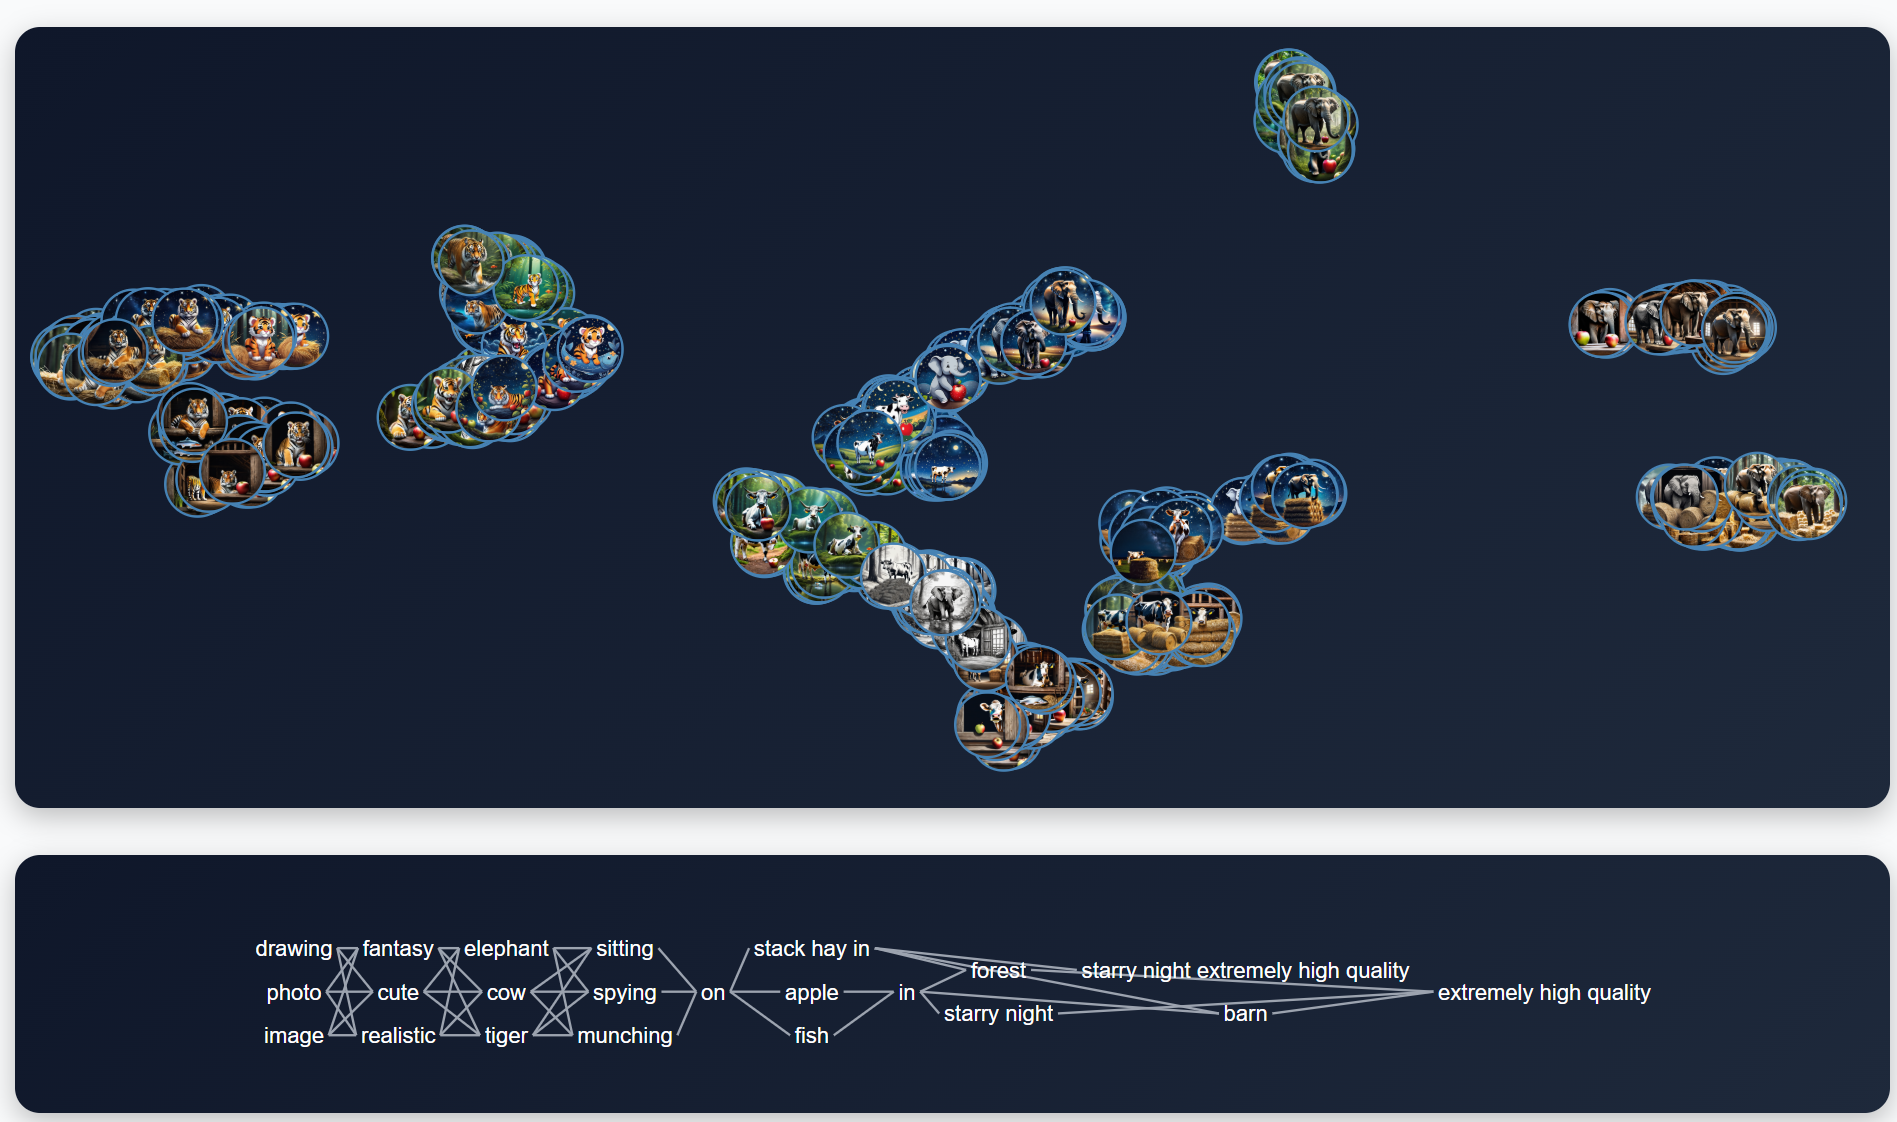 drawing fantasy elephant sitting stack hay in
forest starry night extremely high quality
photo cute cow spying on apple in extremely high quality
starry night barn
image realistic tiger munching fish